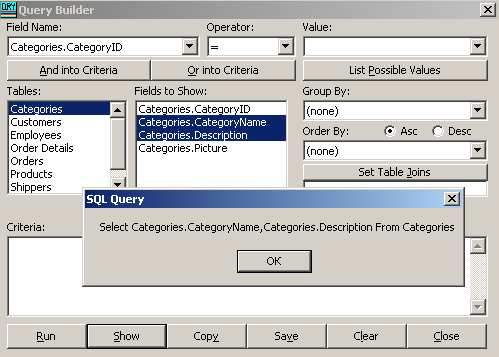 QRY Query Builder
Field Name: Operator: Value:
Categories.CategoryID =
And into Criteria Or into Criteria List Possible Values
Tables: Fields to Show: Group By:
Categories Categories.CategoryID (none)
Customers Categories.CategoryName
Employees Categories.Description Order By: Asc Desc
Order Details Categories.Picture (none)
Orders
Products Set Table Joins
Shippers
SQL Query
Select Categories.CategoryName,Categories.Description From Categories
OK
Criteria:
Run Show Copy Save Clear Close